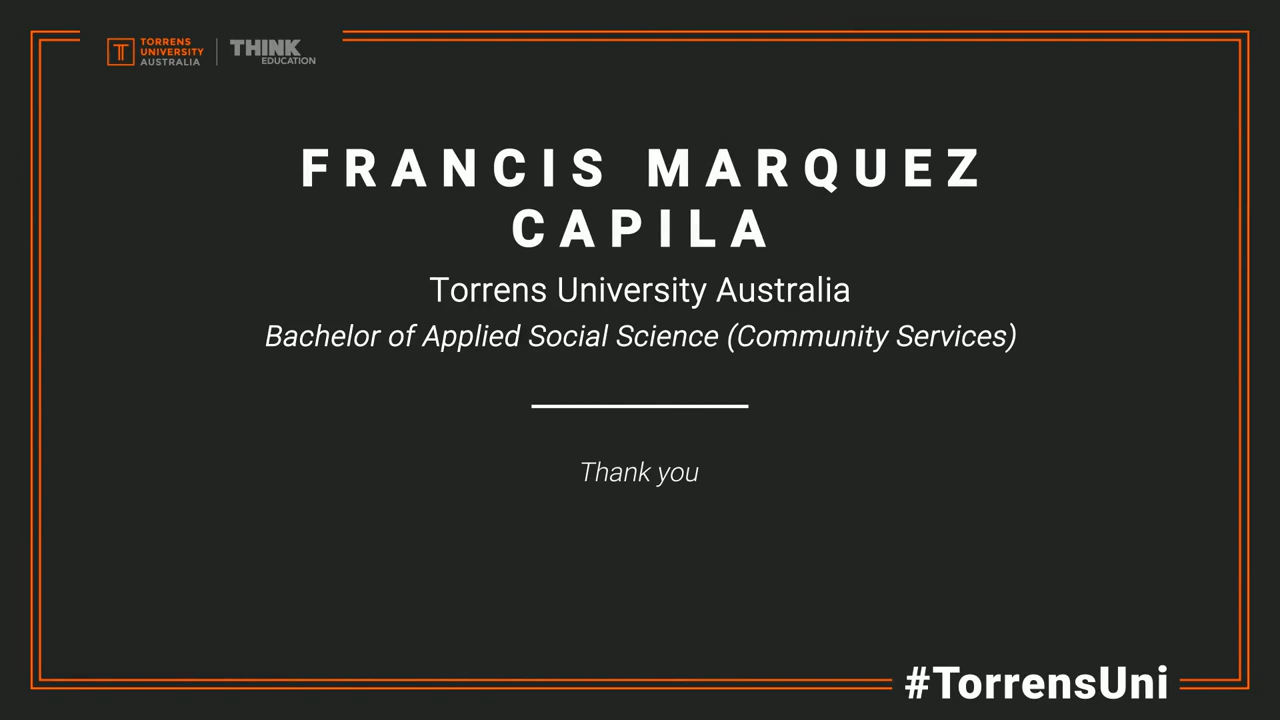 TORRENS
UNIVERSITY
AUSTRALIA
THINK
EDUCATION
FRANCIS MARQUEZ
CAPILA
Torrens University Australia
Bachelor of Applied Social Science (Community Services)
Thank you
#TorrensUni